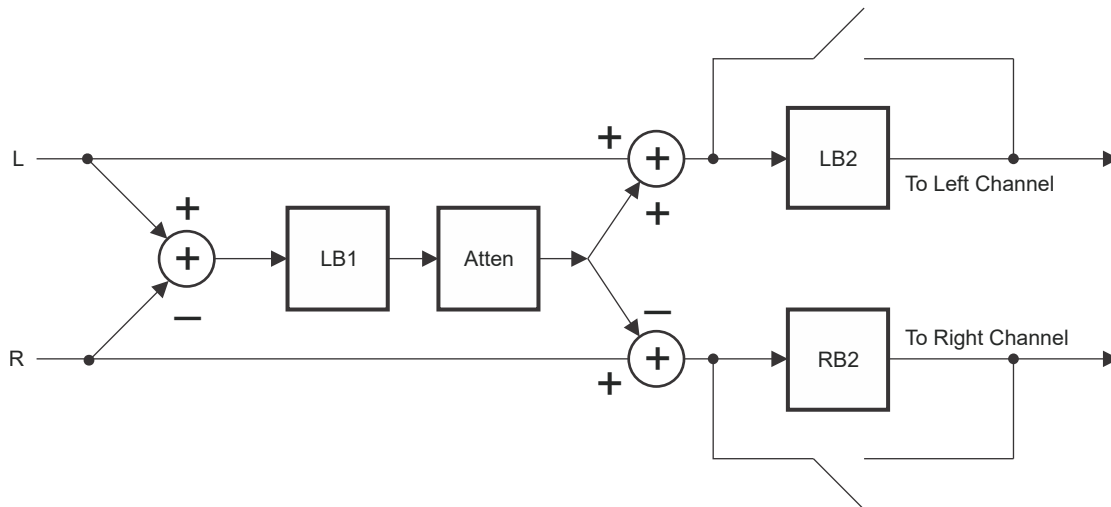 +
L
LB2
+
To Left Channel
+
+
+
LB1
Atten
−
−
To Right Channel
R
+
RB2
+